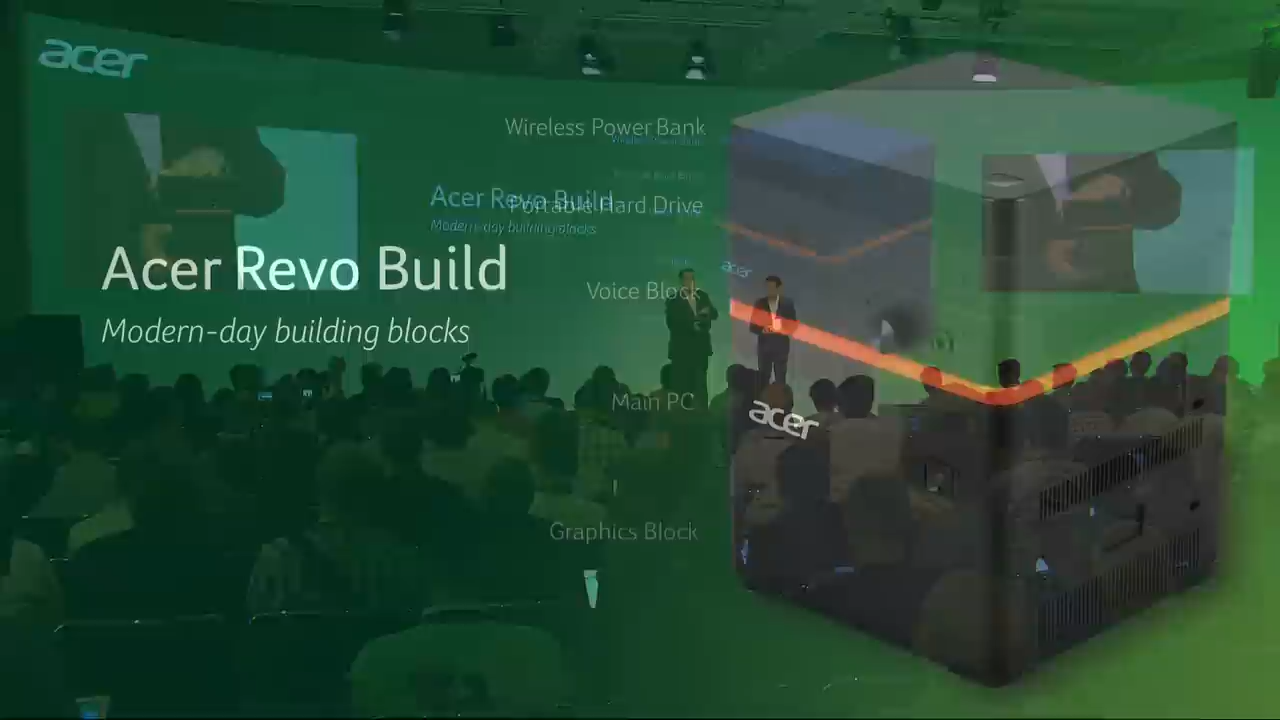 acer
Wireless Power Bank
Acer Revo Build
Modern-day building blocks
Portable Hard Drive
acer
Acer Revo Build
Modern-day building blocks
Voice Block
Main PC
acer
Graphics Block